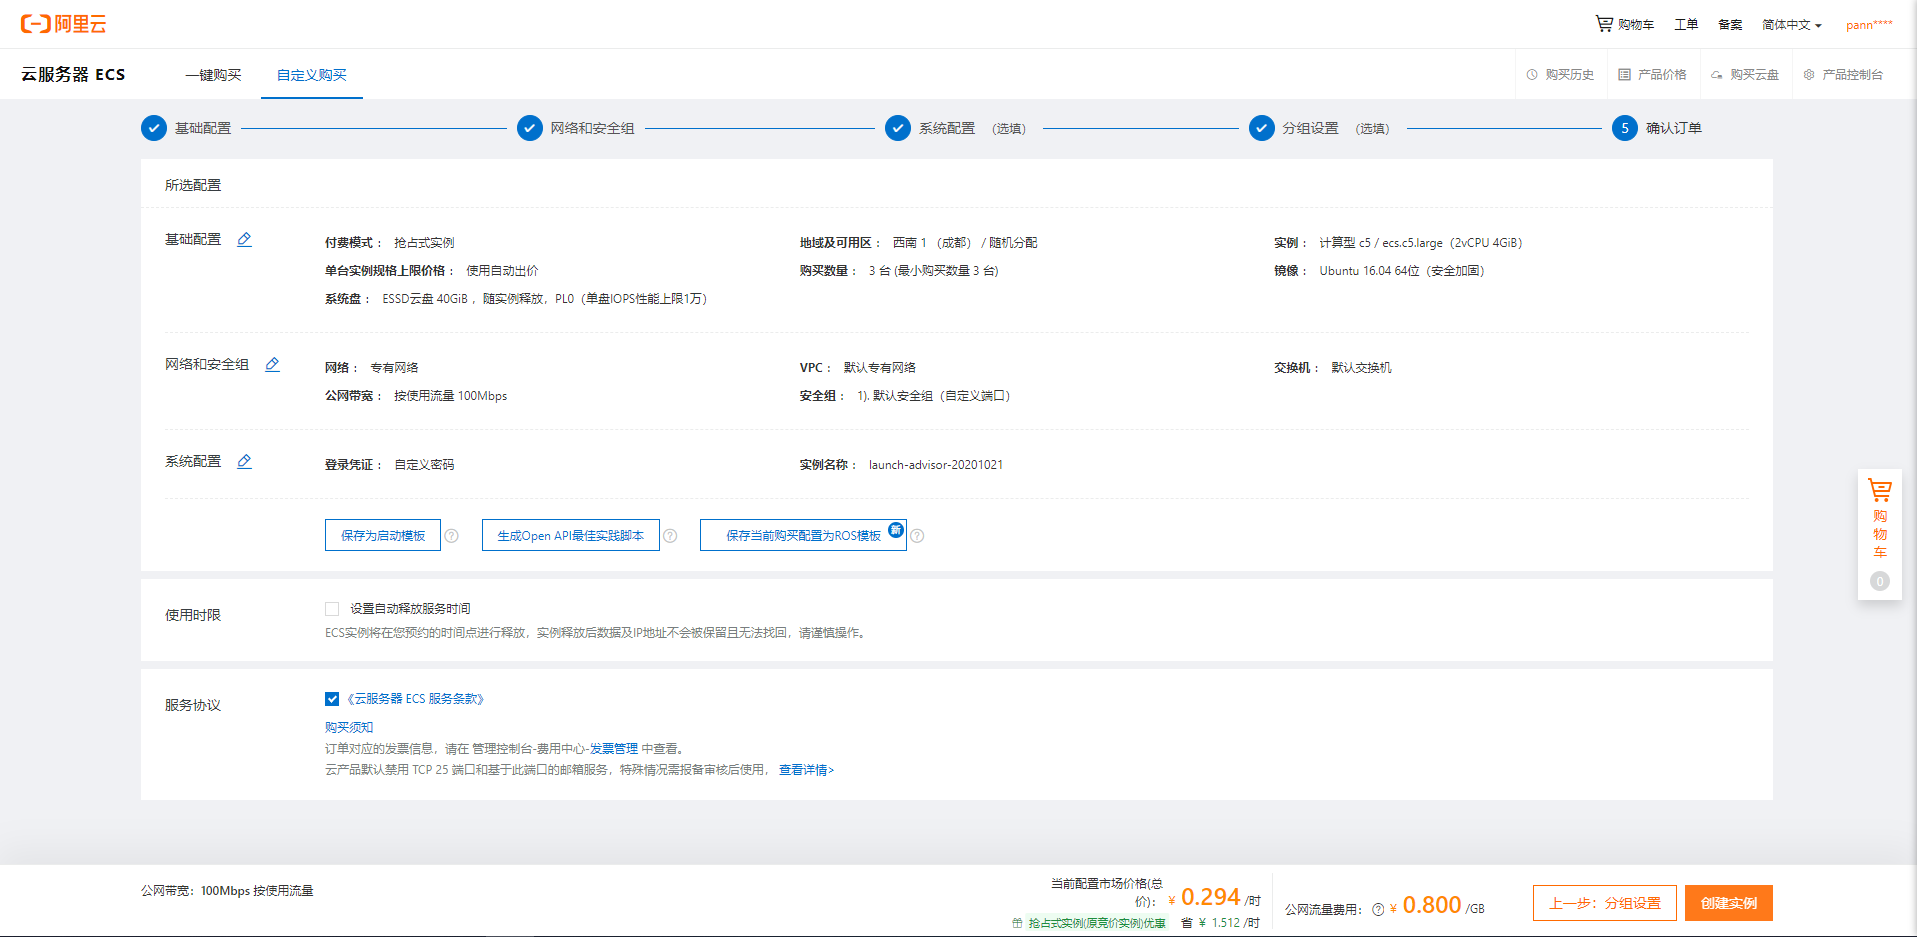 阿里云
购物车 工单 备案 简体中文 pann****
云服务器 ECS 一键购买 自定义购买 购买历史 产品价格 购买云盘 产品控制台
基础配置 网络和安全组 系统配置 (选填) 分组设置 (选填) 5 确认订单
所选配置
基础配置 付费模式： 抢占式实例 地域及可用区： 西南 1 （成都） / 随机分配 实例： 计算型 c5 / ecs.c5.large（2vCPU 4GiB）
单台实例规格上限价格： 使用自动出价 购买数量： 3 台 (最小购买数量 3 台) 镜像： Ubuntu 16.04 64位（安全加固）
系统盘： ESSD云盘 40GiB ，随实例释放，PL0（单盘IOPS性能上限1万）
网络和安全组 网络： 专有网络 VPC： 默认专有网络 交换机： 默认交换机
公网带宽： 按使用流量 100Mbps 安全组： 1). 默认安全组（自定义端口）
系统配置 登录凭证： 自定义密码 实例名称： launch-advisor-20201021
保存为启动模板 ? 生成Open API最佳实践脚本 ? 保存当前购买配置为ROS模板 新 ?
购
物
车
0
使用时限 设置自动释放服务时间
ECS实例将在您预约的时间点进行释放，实例释放后数据及IP地址不会被保留且无法找回，请谨慎操作。
服务协议 《云服务器 ECS 服务条款》
购买须知
订单对应的发票信息，请在 管理控制台-费用中心-发票管理 中查看。
云产品默认禁用 TCP 25 端口和基于此端口的邮箱服务，特殊情况需报备审核后使用， 查看详情>
公网带宽：100Mbps 按使用流量
当前配置市场价格(总
价)： ¥ 0.294 /时 公网流量费用： ? ¥ 0.800 /GB 上一步：分组设置 创建实例
抢占式实例(原竞价实例)优惠 省 ¥ 1.512 /时